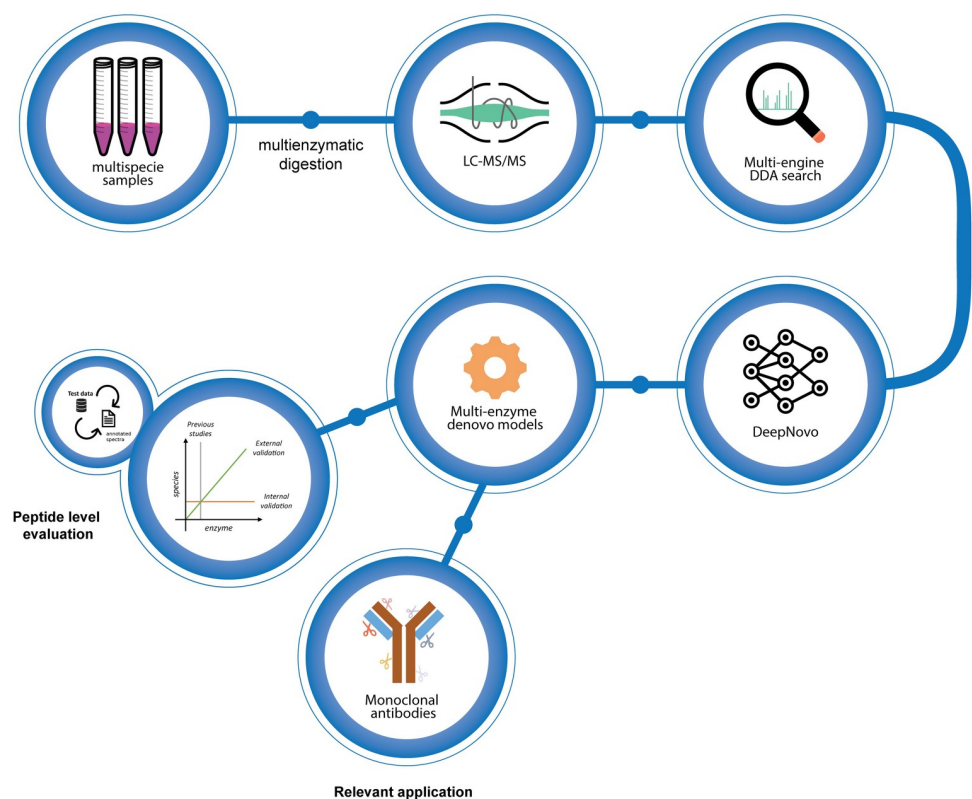 multispecie
samples
multienzymatic
digestion
LC-MS/MS
Multi-engine
DDA search
DeepNovo
Multi-enzyme
denovo models
Test data
annotated
spectra
Previous
studies
External
validation
species
Internal
validation
enzyme
Peptide level
evaluation
Monoclonal
antibodies
Relevant application